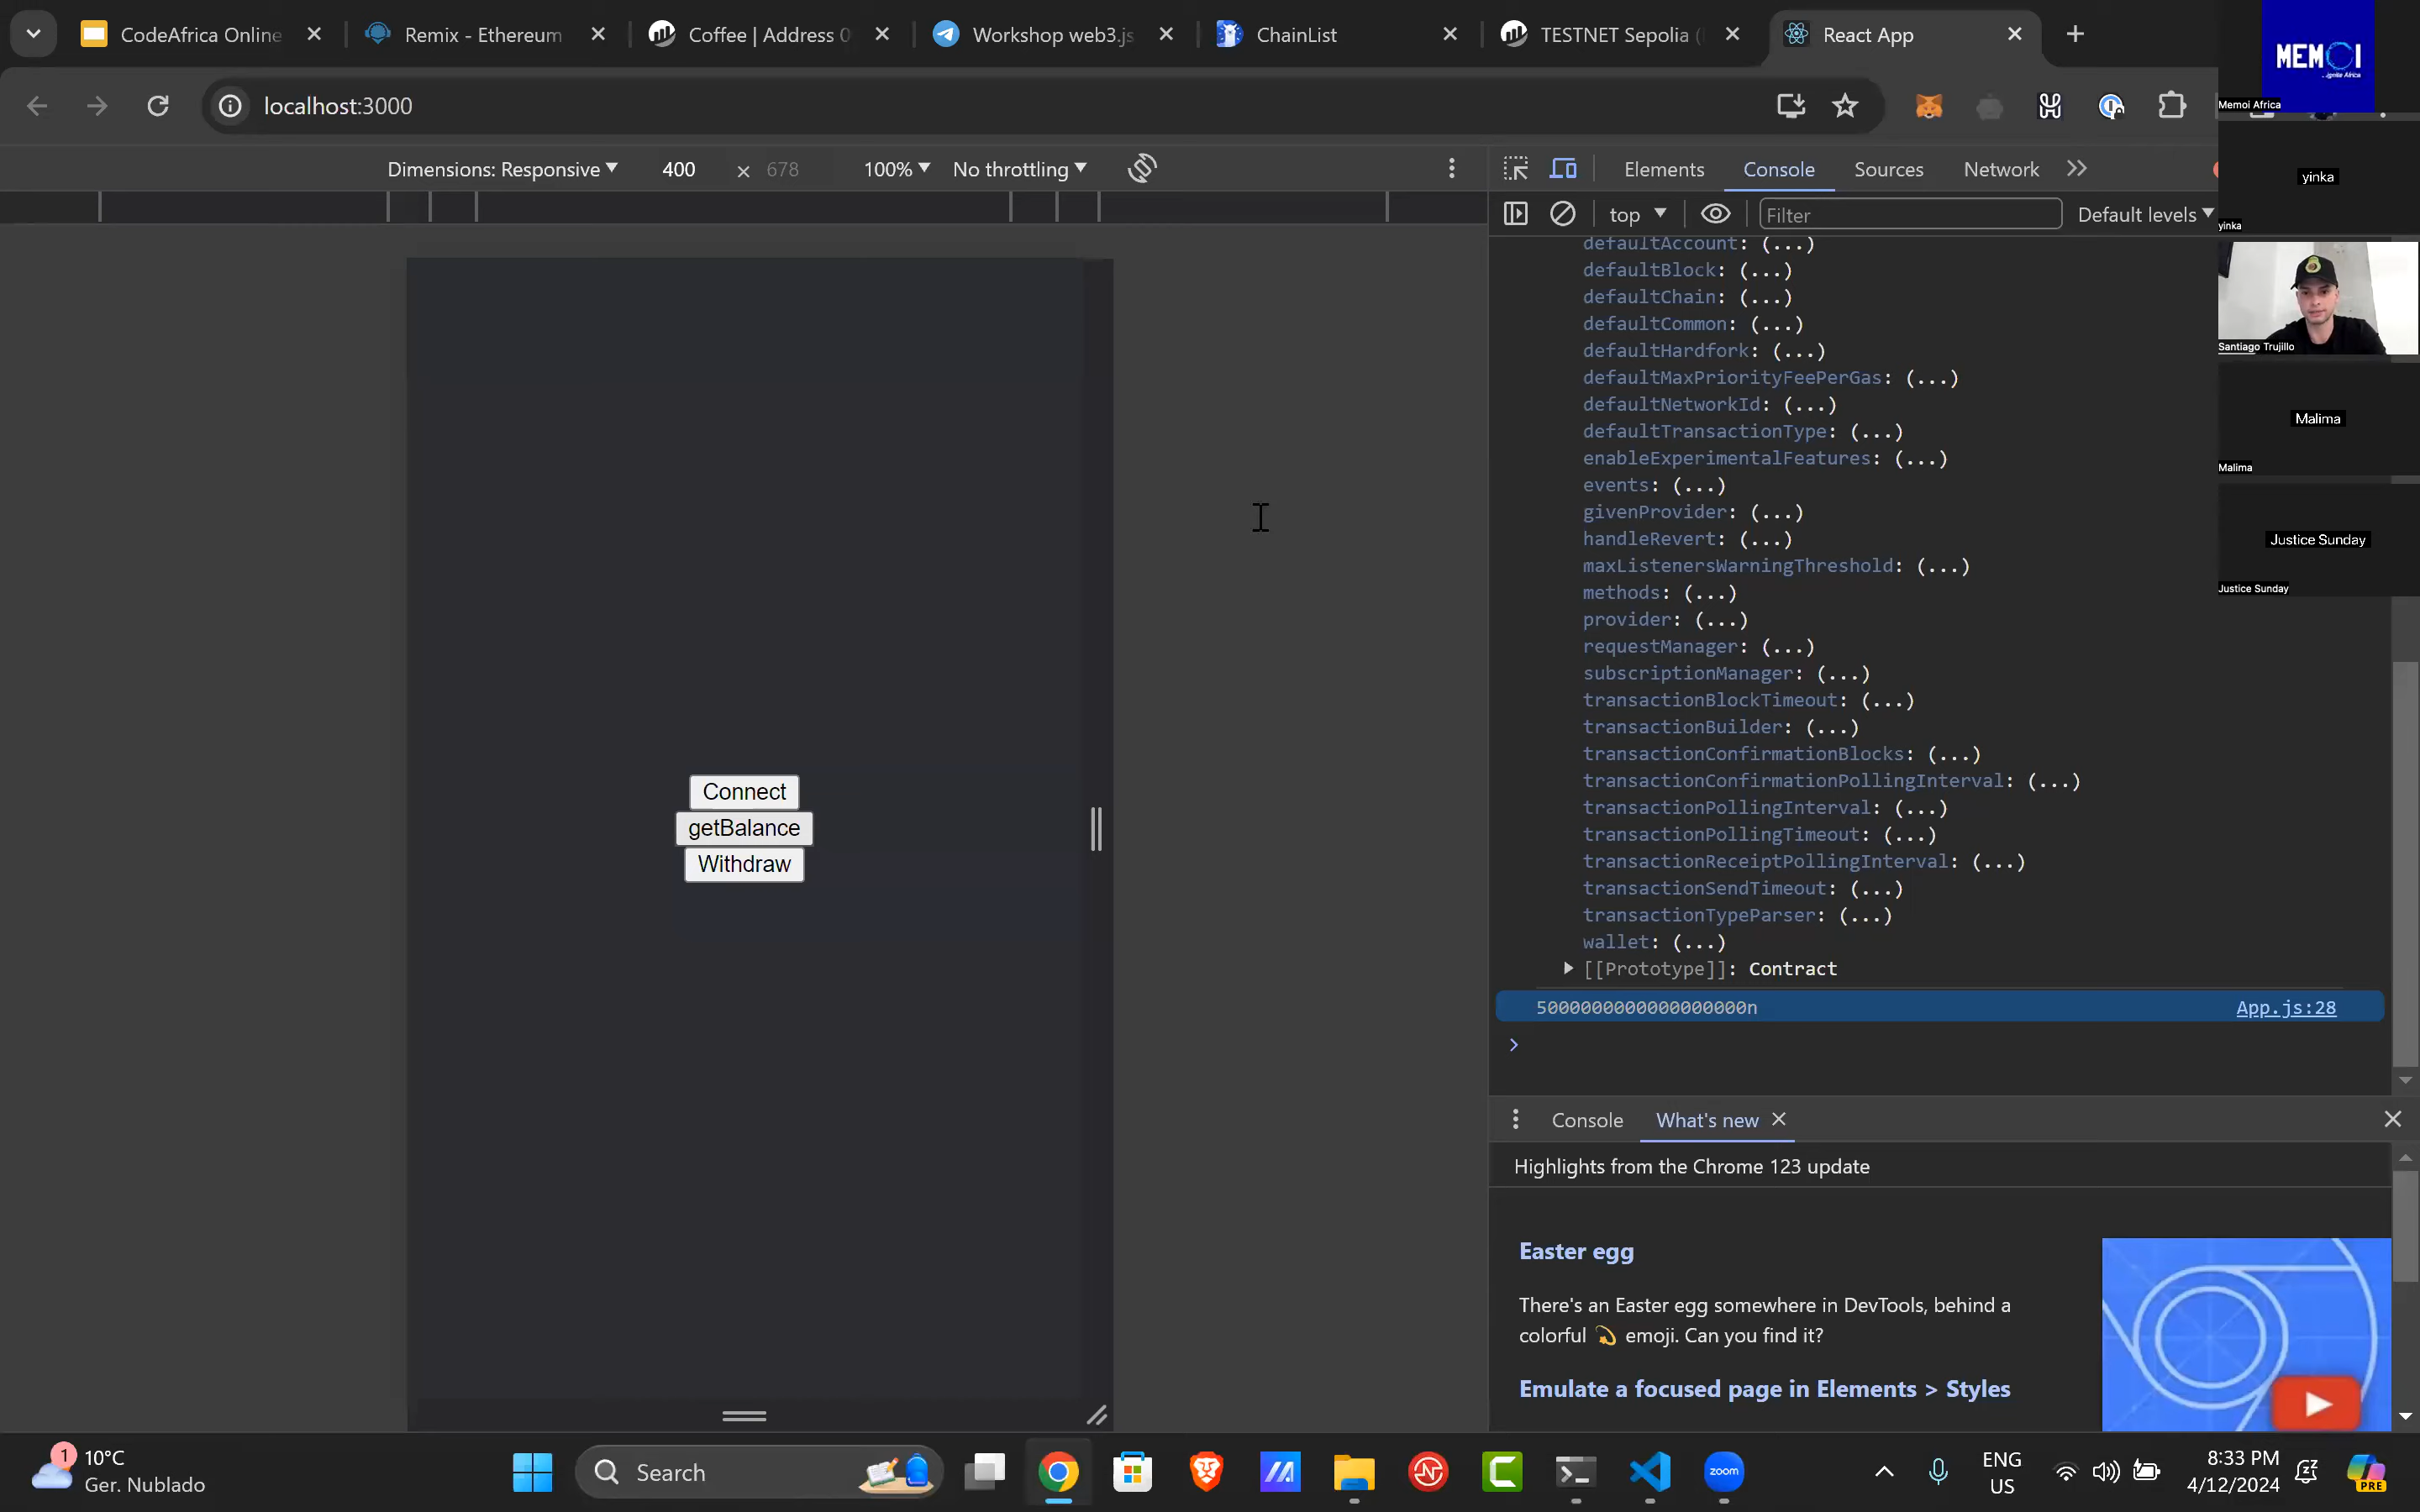 CodeAfrica Online
Remix - Ethereum
Coffee | Address 0
Workshop web3.js
ChainList
TESTNET Sepolia (
React App
localhost:3000
MEMOI
...ignite Africa
Memoi Africa
Dimensions: Responsive
400
×
678
100%
No throttling
Elements
Console
Sources
Network
top
Filter
Default levels
yinka
yinka
Santiago Trujillo
Malima
Malima
Justice Sunday
Justice Sunday
defaultAccount: (...)
defaultBlock: (...)
defaultChain: (...)
defaultCommon: (...)
defaultHardfork: (...)
defaultMaxPriorityFeePerGas: (...)
defaultNetworkId: (...)
defaultTransactionType: (...)
enableExperimentalFeatures: (...)
events: (...)
givenProvider: (...)
handleRevert: (...)
maxListenersWarningThreshold: (...)
methods: (...)
provider: (...)
requestManager: (...)
subscriptionManager: (...)
transactionBlockTimeout: (...)
transactionBuilder: (...)
transactionConfirmationBlocks: (...)
transactionConfirmationPollingInterval: (...)
transactionPollingInterval: (...)
transactionPollingTimeout: (...)
transactionReceiptPollingInterval: (...)
transactionSendTimeout: (...)
transactionTypeParser: (...)
wallet: (...)
[[Prototype]]: Contract
App.js:28
Connect
getBalance
Withdraw
Console
What's new
Highlights from the Chrome 123 update
Easter egg
There's an Easter egg somewhere in DevTools, behind a
colorful 💫 emoji. Can you find it?
Emulate a focused page in Elements > Styles
1
10°C
Ger. Nublado
Search
zoom
ENG
US
8:33 PM
4/12/2024
PRE